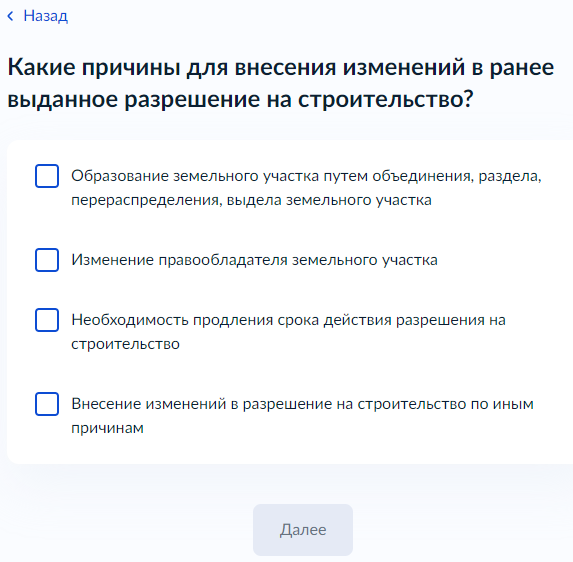 Назад
Какие причины для внесения изменений в ранее
выданное разрешение на строительство?
Образование земельного участка путем объединения, раздела,
перераспределения, выдела земельного участка
Изменение правообладателя земельного участка
Необходимость продления срока действия разрешения на
строительство
Внесение изменений в разрешение на строительство по иным
причинам
Далее